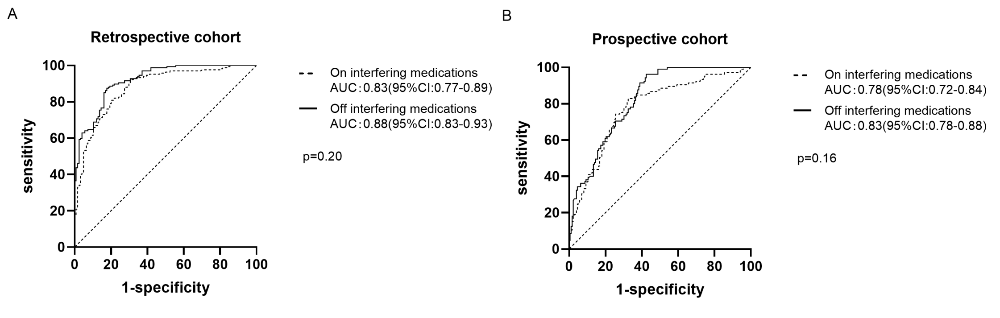 A
Retrospective cohort
100
80
60
40
20
0
sensitivity
0 20 40 60 80 100
1-specificity
On interfering medications
AUC:0.83(95%CI:0.77-0.89)
Off interfering medications
AUC:0.88(95%CI:0.83-0.93)
p=0.20
B
Prospective cohort
100
80
60
40
20
0
sensitivity
0 20 40 60 80 100
1-specificity
On interfering medications
AUC:0.78(95%CI:0.72-0.84)
Off interfering medications
AUC:0.83(95%CI:0.78-0.88)
p=0.16